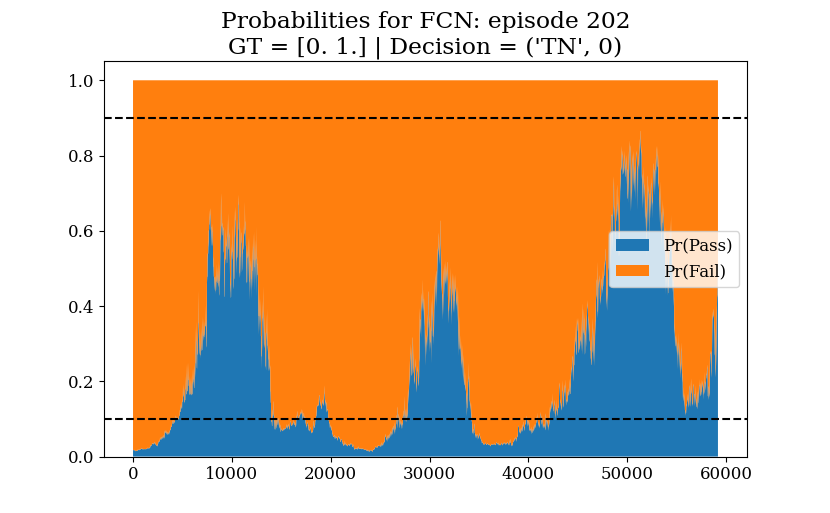 Probabilities for FCN: episode 202
GT = [0. 1.] | Decision = ('TN', 0)
1.0
0.8
0.6
0.4
0.2
0.0
Pr(Pass)
Pr(Fail)
0 10000 20000 30000 40000 50000 60000